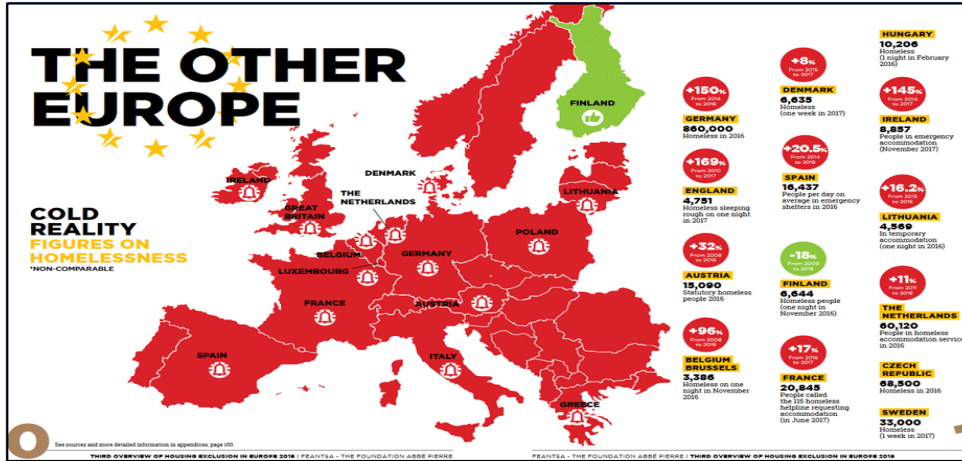 THE OTHER
EUROPE
COLD
REALITY
FIGURES ON
HOMELESSNESS
*NON-COMPARABLE
FINLAND
IRELAND
GREAT
BRITAIN
DENMARK
THE
NETHERLANDS
LITHUANIA
POLAND
BELGIUM
GERMANY
LUXEMBOURG
FRANCE
AUSTRIA
SPAIN
ITALY
GREECE
+150%
From 2014
to 2016
GERMANY
860,000
Homeless in 2016
+169%
From 2010
to 2017
ENGLAND
4,751
Homeless sleeping
rough on one night
in 2017
+32%
From 2008
to 2016
AUSTRIA
15,090
Statutory homeless
people 2016
+96%
From 2008
to 2016
BELGIUM
BRUSSELS
3,386
Homeless on one
night in November
2016
+8%
From 2015
to 2017
DENMARK
6,635
Homeless
(one week in 2017)
+20.5%
From 2014
to 2016
SPAIN
16,437
People per day on
average in emergency
shelters in 2016
-18%
From 2009
to 2016
FINLAND
6,644
Homeless people
(one night in
November 2016)
+17%
From 2016
to 2017
FRANCE
20,845
People called
the 115 homeless
helpline requesting
accommodation
(in June 2017)
HUNGARY
10,206
Homeless
(1 night in February
2016)
+145%
From 2014
to 2017
IRELAND
8,857
People in emergency
accommodation
(November 2017)
+16.2%
From 2015
to 2016
LITHUANIA
4,569
In temporary
accommodation
(one night in 2016)
+11%
From 2011
to 2016
THE
NETHERLANDS
60,120
People in homeless
accommodation service
in 2016
CZECH
REPUBLIC
68,500
Homeless in 2016
SWEDEN
33,000
Homeless
(1 week in 2017)
See sources and more detailed information in appendices, page 100.
THIRD OVERVIEW OF HOUSING EXCLUSION IN EUROPE 2018 | FEANTSA - THE FOUNDATION ABBÉ PIERRE
FEANTSA - THE FOUNDATION ABBÉ PIERRE | THIRD OVERVIEW OF HOUSING EXCLUSION IN EUROPE 2018